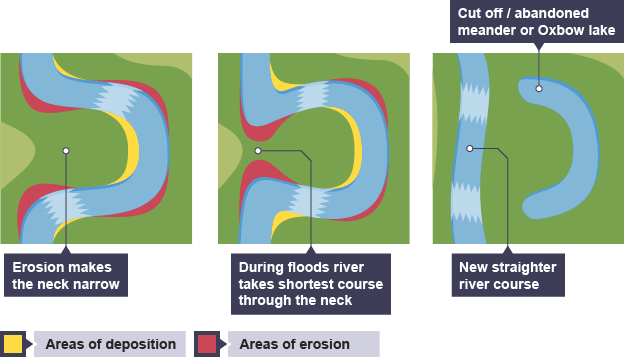 Cut off / abandoned
meander or Oxbow lake
Erosion makes
the neck narrow
During floods river
takes shortest course
through the neck
New straighter
river course
Areas of deposition
Areas of erosion